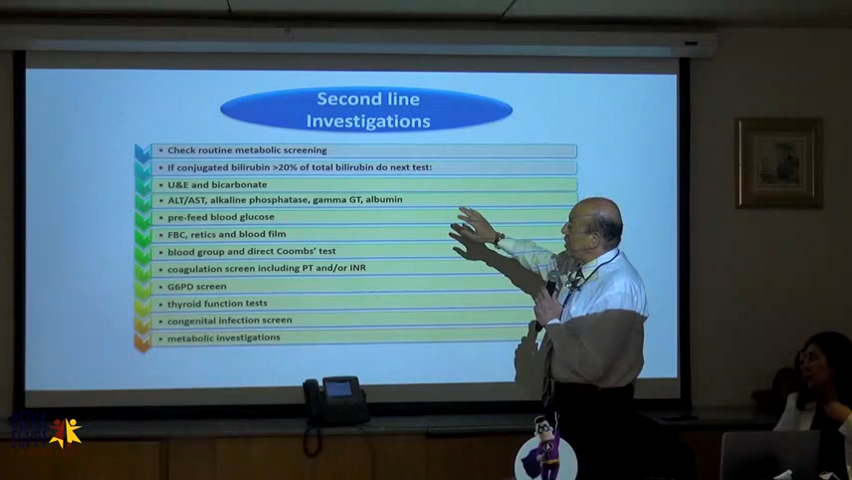 Second line
Investigations
• Check routine metabolic screening
• If conjugated bilirubin >20% of total bilirubin do next test:
• U&E and bicarbonate
• ALT/AST, alkaline phosphatase, gamma GT, albumin
• pre-feed blood glucose
• FBC, retics and blood film
• blood group and direct Coombs' test
• coagulation screen including PT and/or INR
• G6PD screen
• thyroid function tests
• congenital infection screen
• metabolic investigations